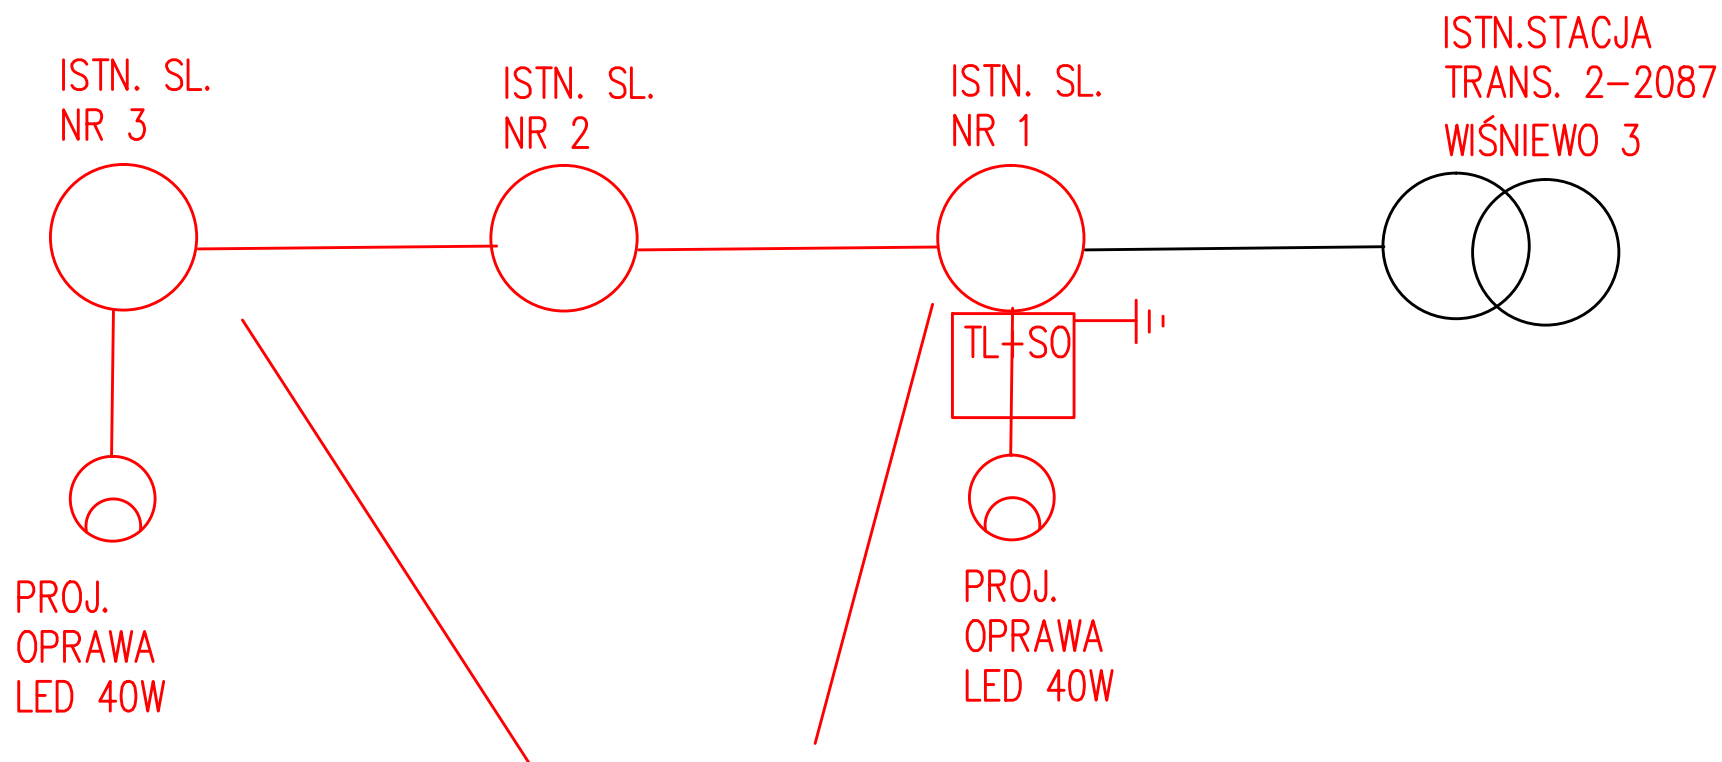 ISTN. SL.
NR 3
ISTN. SL.
NR 2
ISTN. SL.
NR 1
ISTN.STACJA
TRANS. 2-2087
WIŚNIEWO 3
TL-SO
PROJ.
OPRAWA
LED 40W
PROJ.
OPRAWA
LED 40W